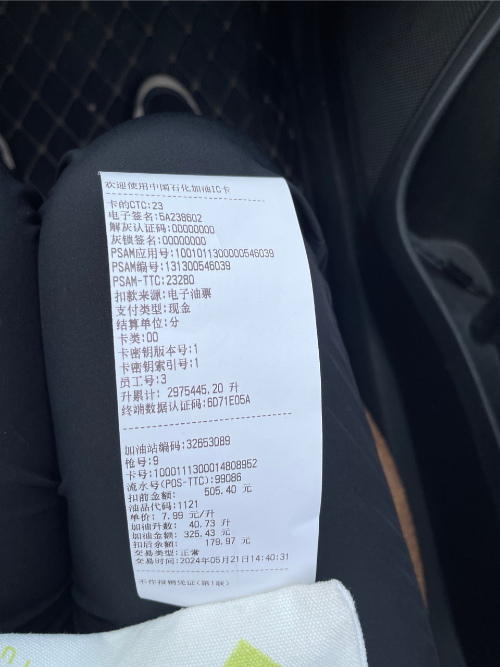 欢迎使用中国石化加油IC卡
卡的CTC:23
电子签名:5A238602
解灰认证码:00000000
灰锁签名:00000000
PSAM应用号:1001011300000546039
PSAM编号:131300546039
PSAM-TTC:23280
扣款来源:电子油票
支付类型:现金
结算单位:分
卡类:00
卡密钥版本号:1
卡密钥索引号:1
员工号:3
升累计: 2975445.20 升
终端数据认证码:6D71E05A
加油站编码:32653089
枪号:9
卡号:1000111300014808952
流水号(POS-TTC):99086
扣前金额: 505.40 元
油品代码:1121
单价: 7.99 元/升
加油升数: 40.73 升
加油金额: 325.43 元
扣后余额: 179.97 元
交易类型:正常
交易时间:2024年05月21日14:40:31
不作报销凭证(第1联)